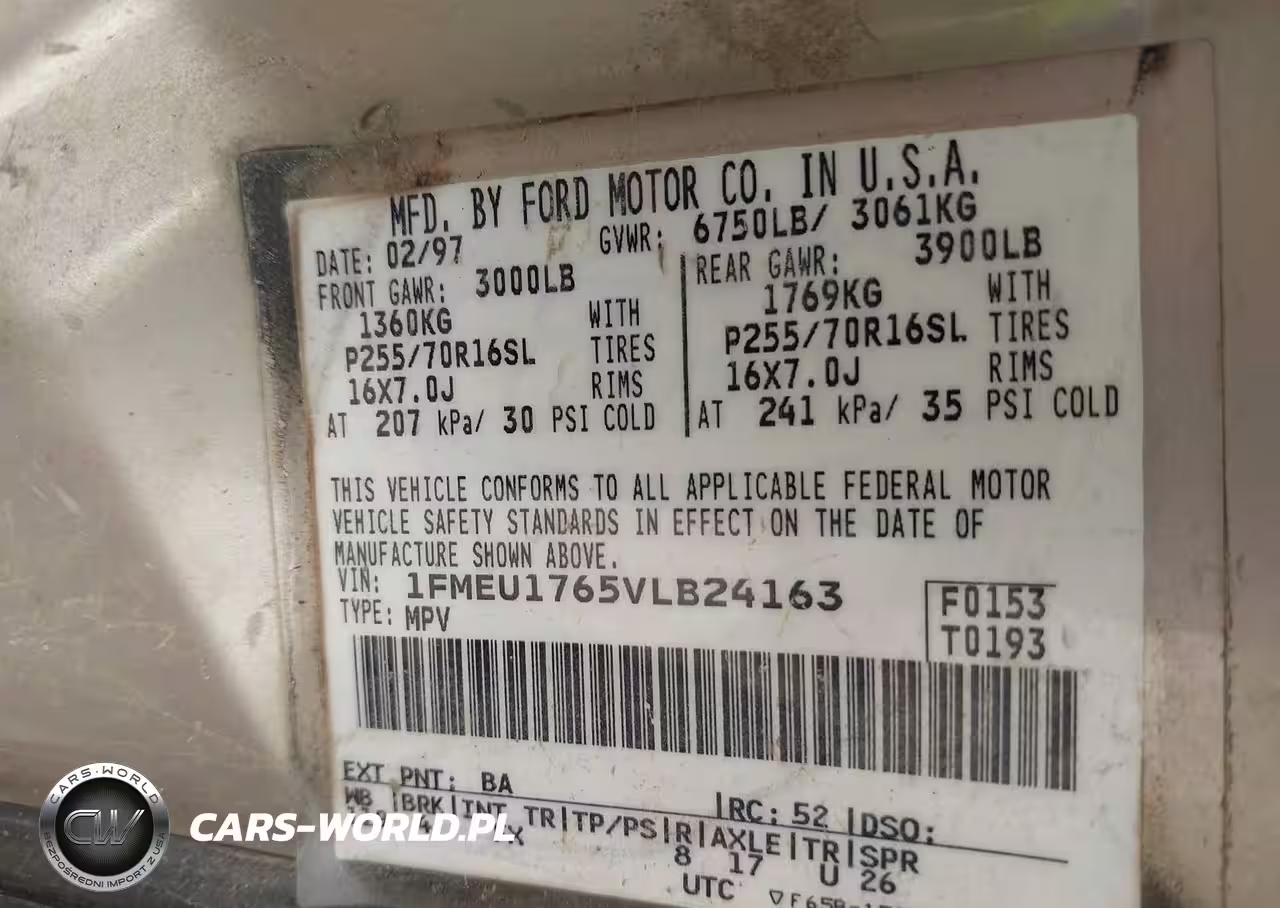 MFD. BY FORD MOTOR CO. IN U.S.A.
DATE: 02/97 GVWR: 6750LB/ 3061KG
FRONT GAWR: 3000LB REAR GAWR: 3900LB
1360KG WITH 1769KG WITH
P255/70R16SL TIRES P255/70R16SL TIRES
16X7.0J RIMS 16X7.0J RIMS
AT 207 kPa/ 30 PSI COLD AT 241 kPa/ 35 PSI COLD
THIS VEHICLE CONFORMS TO ALL APPLICABLE FEDERAL MOTOR
VEHICLE SAFETY STANDARDS IN EFFECT ON THE DATE OF
MANUFACTURE SHOWN ABOVE.
VIN: 1FMEU1765VLB24163
F0153
TYPE: MPV
T0193
EXT PNT: BA RC: 52 DSO:
WB BRK INT TR TP/PS R AXLE TR SPR
8 17 U 26
UTC
CARS-WORLD
CW
BEZPOŚREDNI IMPORT Z USA
CARS-WORLD.PL